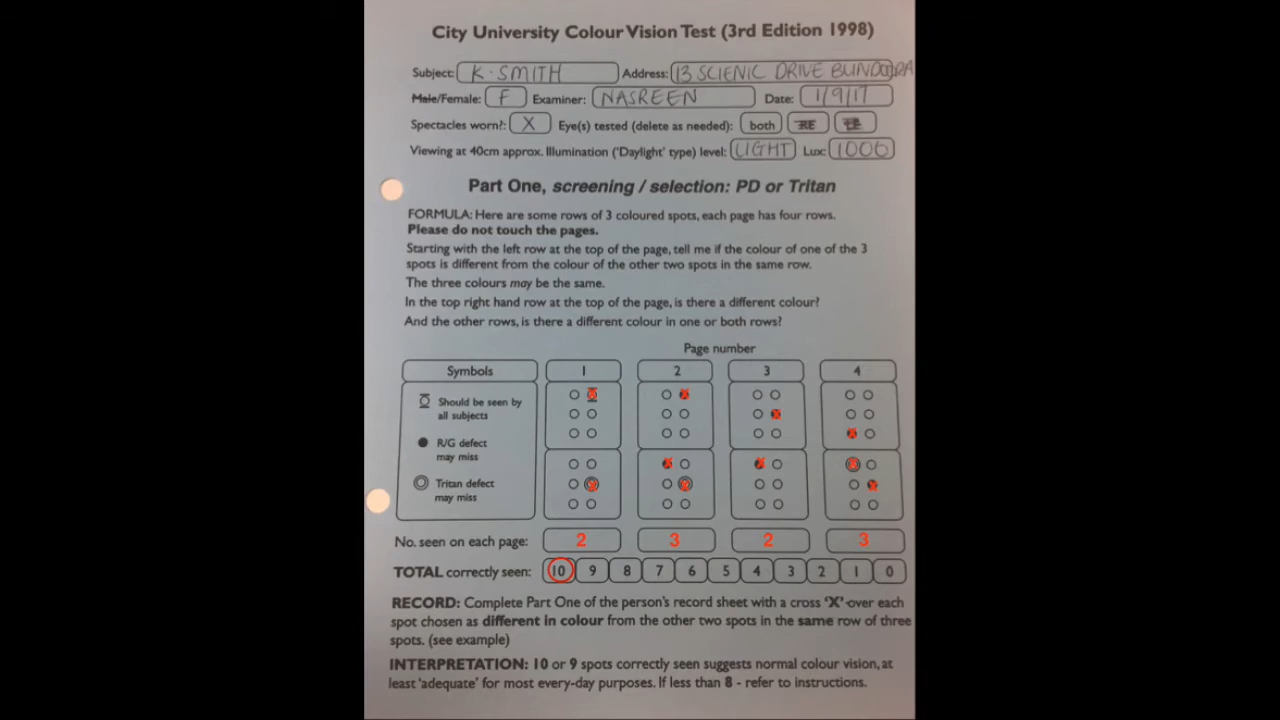 City University Colour Vision Test (3rd Edition 1998)
Subject: K. SMITH Address: 13 SCIENIC DRIVE BUNDOORA
Male/Female: F Examiner: NASREEN Date: 1/9/17
Spectacles worn?: X Eye(s) tested (delete as needed): both RE LE
Viewing at 40cm approx. Illumination ('Daylight' type) level: LIGHT Lux: 1000
Part One, screening / selection: PD or Tritan
FORMULA: Here are some rows of 3 coloured spots, each page has four rows.
Please do not touch the pages.
Starting with the left row at the top of the page, tell me if the colour of one of the 3
spots is different from the colour of the other two spots in the same row.
The three colours may be the same.
In the top right hand row at the top of the page, is there a different colour?
And the other rows, is there a different colour in one or both rows?
Page number
Symbols 1 2 3 4
Should be seen by
all subjects
R/G defect
may miss
Tritan defect
may miss
No. seen on each page: 2 3 2 3
TOTAL correctly seen: 10 9 8 7 6 5 4 3 2 1 0
RECORD: Complete Part One of the person's record sheet with a cross 'X' over each
spot chosen as different in colour from the other two spots in the same row of three
spots. (see example)
INTERPRETATION: 10 or 9 spots correctly seen suggests normal colour vision, at
least 'adequate' for most every-day purposes. If less than 8 - refer to instructions.